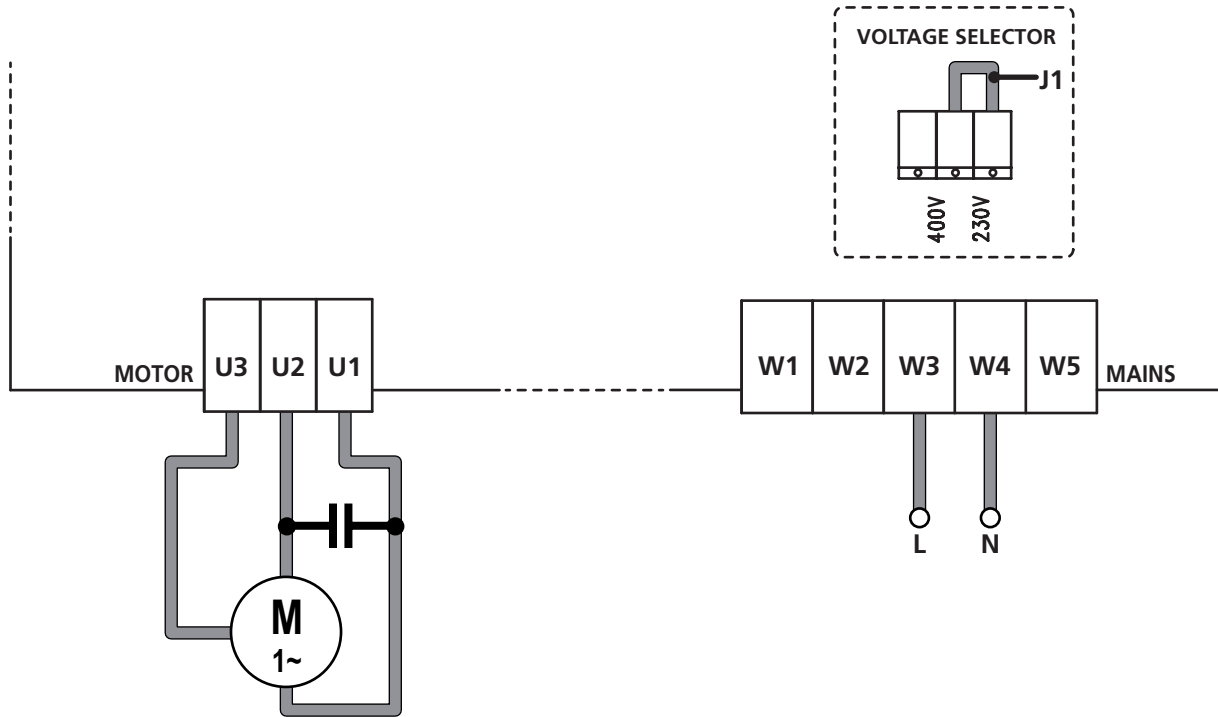 VOLTAGE SELECTOR
J1
400V
230V
MOTOR U3 U2 U1
W1 W2 W3 W4 W5 MAINS
L N
M
1~